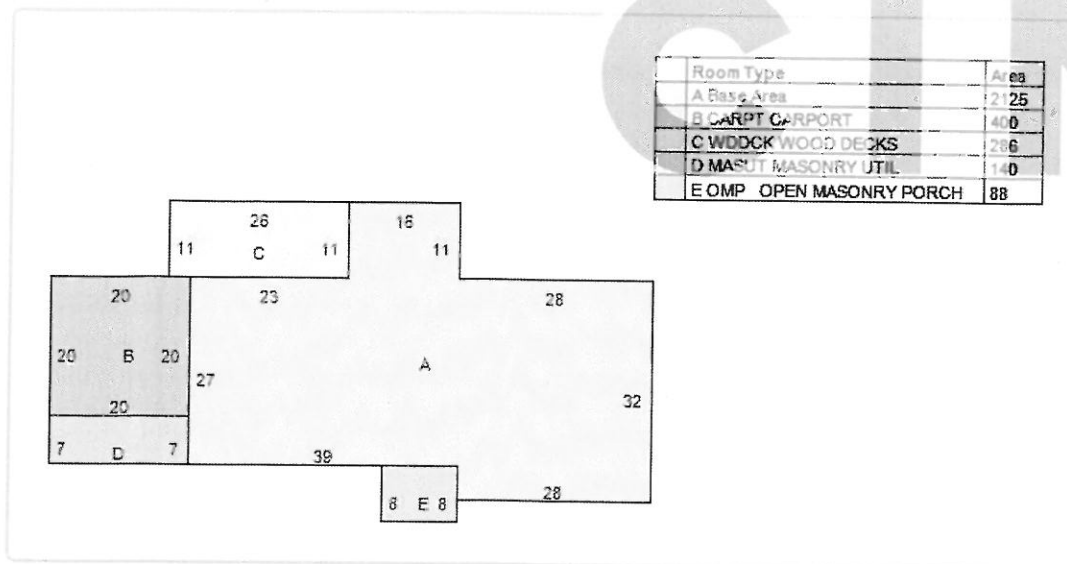 Room Type Area
A Base Area 2125
B CARPT CARPORT 400
C WDDCK WOOD DECKS 286
D MASUT MASONRY UTIL 140
E OMP OPEN MASONRY PORCH 88
26 16
11 C 11 11
20 23 28
20 B 20 A
27
20 32
7 D 7 39
8 E 8 28